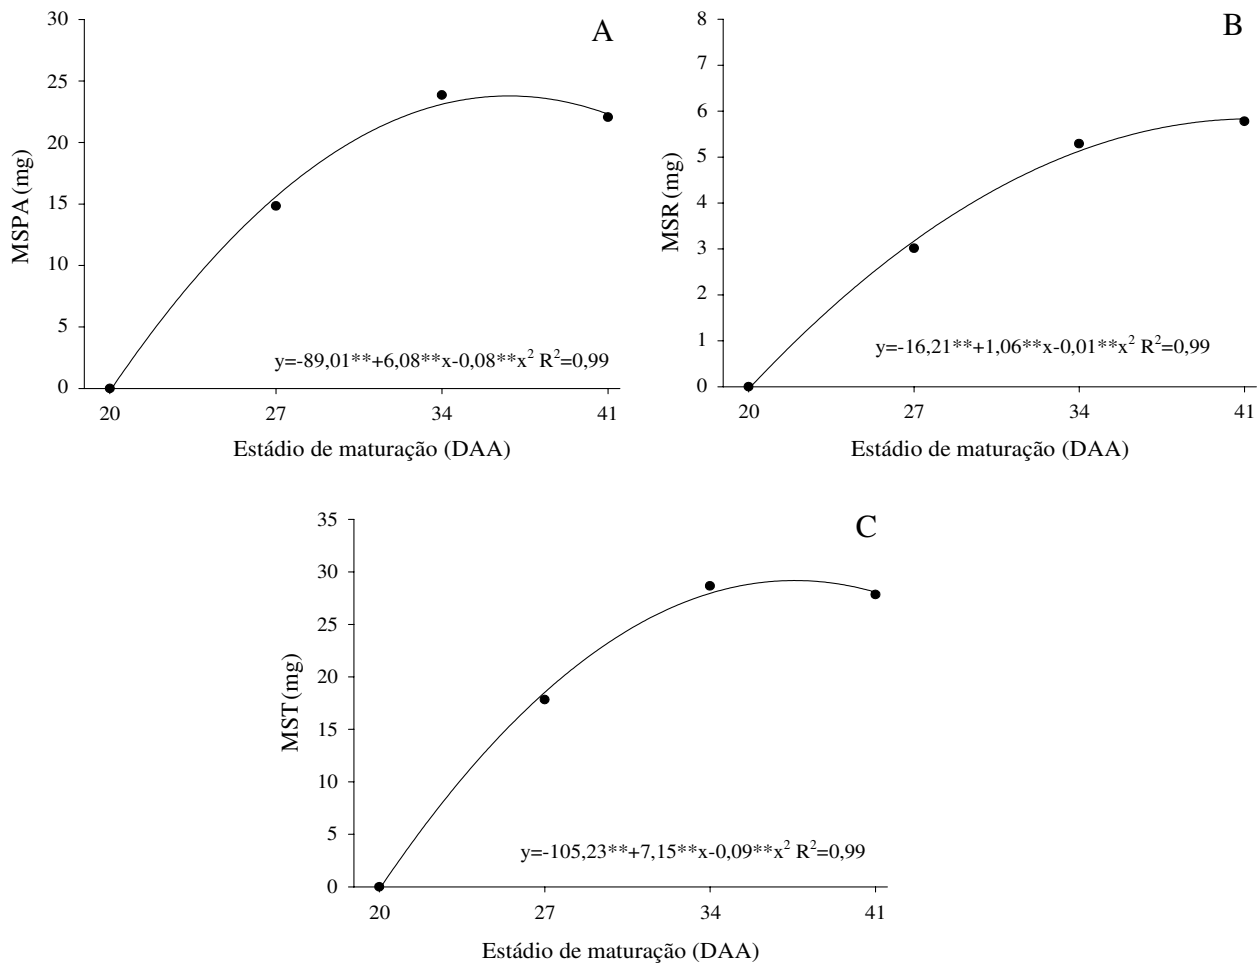 A
MSPA (mg)
30
25
20
15
10
5
0
y=-89,01**+6,08**x-0,08**x² R²=0,99
20 27 34 41
Estádio de maturação (DAA)
B
MSR (mg)
8
7
6
5
4
3
2
1
0
y=-16,21**+1,06**x-0,01**x² R²=0,99
20 27 34 41
Estádio de maturação (DAA)
C
MST (mg)
35
30
25
20
15
10
5
0
y=-105,23**+7,15**x-0,09**x² R²=0,99
20 27 34 41
Estádio de maturação (DAA)